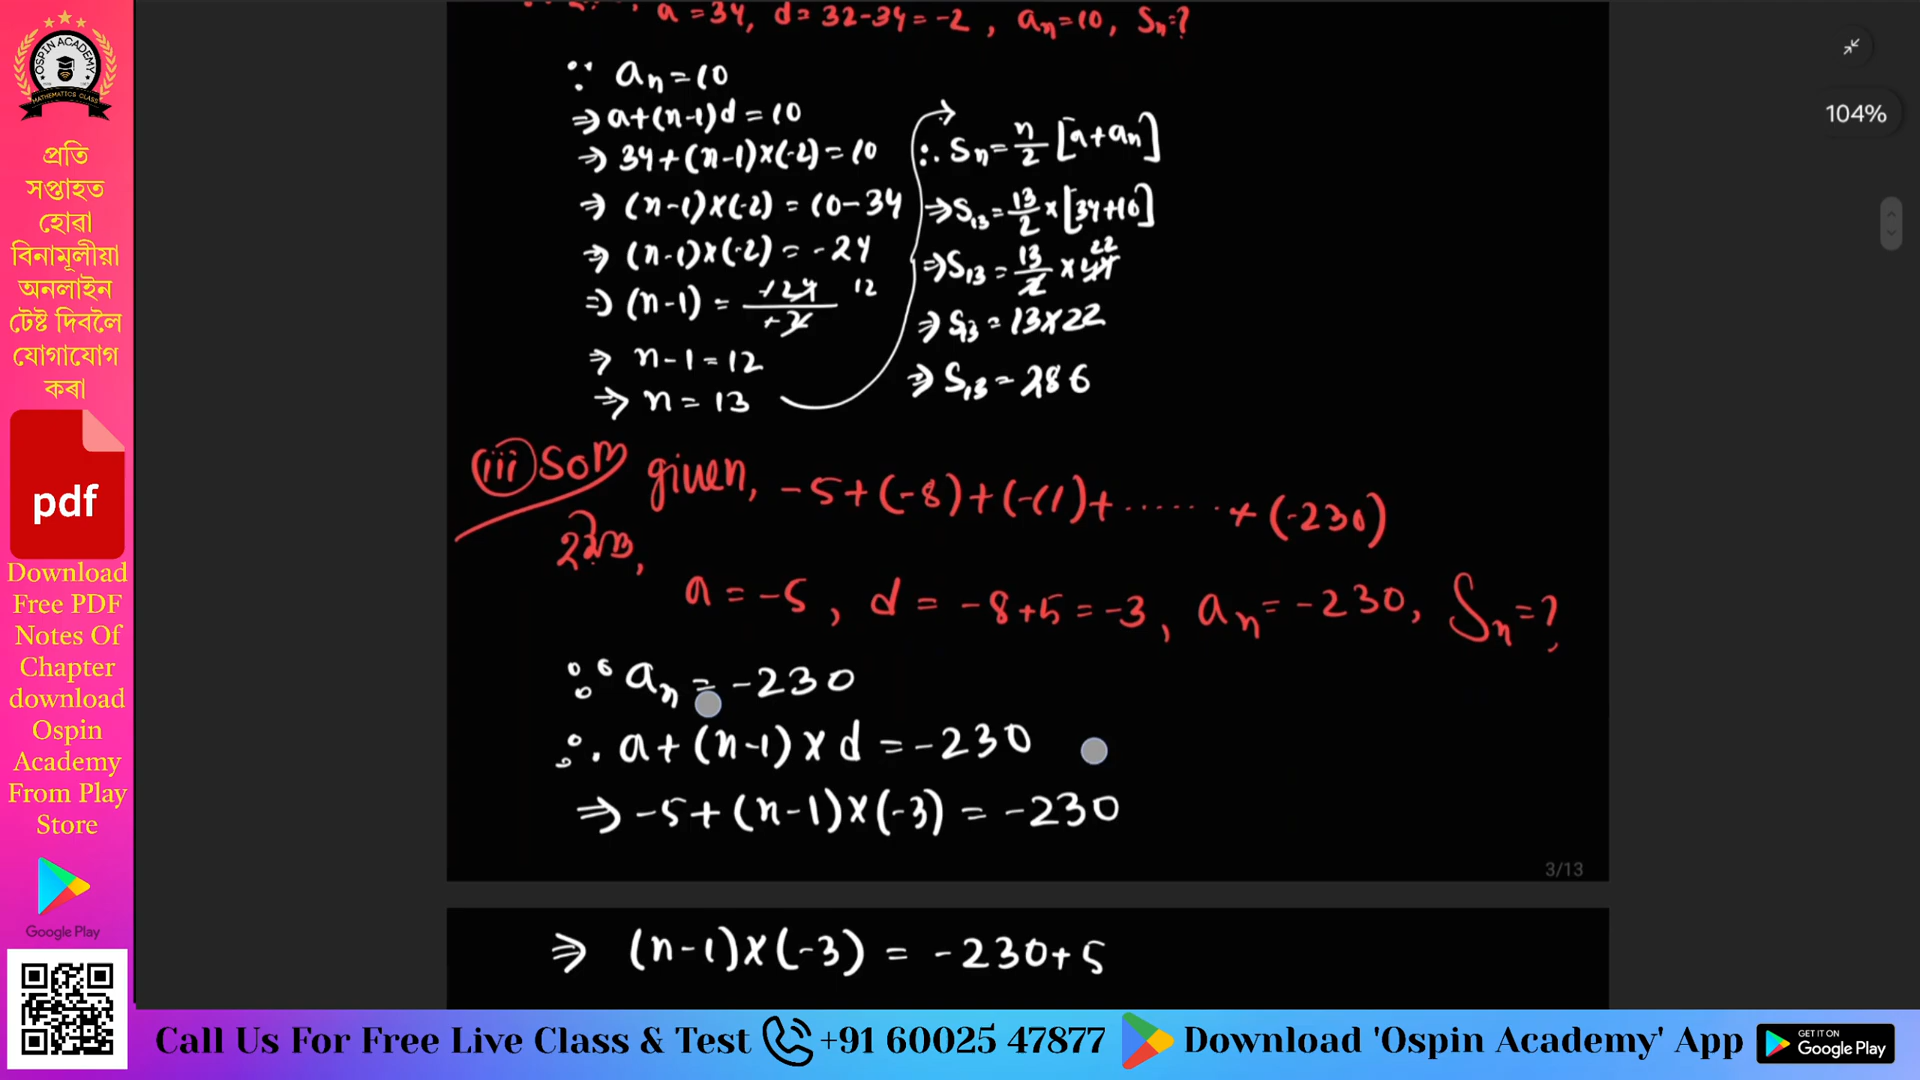 a = 34, d = 32-34 = -2, aₙ = 10, Sₙ = ?
∵ aₙ = 10
⇒ a+(n-1)d = 10
⇒ 34+(n-1)×(-2) = 10
⇒ (n-1)×(-2) = 10-34
⇒ (n-1)×(-2) = -24
⇒ (n-1) = +24/+2 12
⇒ n-1 = 12
⇒ n = 13
∴ Sₙ = n/2 [a+aₙ]
⇒ S₁₃ = 13/2 × [34+10]
⇒ S₁₃ = 13/2 × 44 22
⇒ S₁₃ = 13×22
⇒ S₁₃ = 286
(iii) Soln given, -5+(-8)+(-11)+......+(-230)
ইয়াত,
a = -5, d = -8+5 = -3, aₙ = -230, Sₙ = ?
∵ aₙ = -230
∴ a+(n-1)×d = -230
⇒ -5+(n-1)×(-3) = -230
3/13
⇒ (n-1)×(-3) = -230+5
104%
OSPIN ACADEMY
MATHEMATICS CLASS
প্ৰতি
সপ্তাহত
হোৱা
বিনামূলীয়া
অনলাইন
টেষ্ট দিবলৈ
যোগাযোগ
কৰা
pdf
Download
Free PDF
Notes Of
Chapter
download
Ospin
Academy
From Play
Store
Google Play
Call Us For Free Live Class & Test +91 60025 47877 Download 'Ospin Academy' App
GET IT ON
Google Play